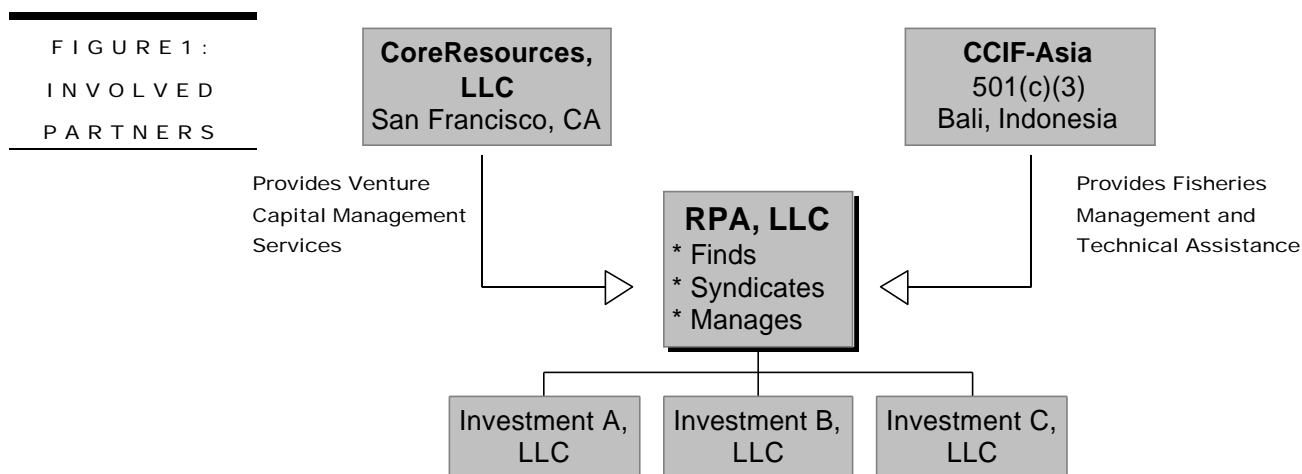 FIGURE1:
INVOLVED
PARTNERS
CoreResources,
LLC
San Francisco, CA
CCIF-Asia
501(c)(3)
Bali, Indonesia
Provides Venture
Capital Management
Services
RPA, LLC
* Finds
* Syndicates
* Manages
Provides Fisheries
Management and
Technical Assistance
Investment A,
LLC
Investment B,
LLC
Investment C,
LLC